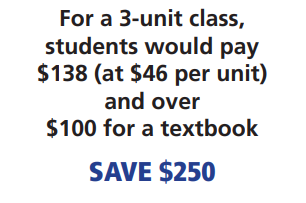 For a 3-unit class,
students would pay
$138 (at $46 per unit)
and over
$100 for a textbook
SAVE $250